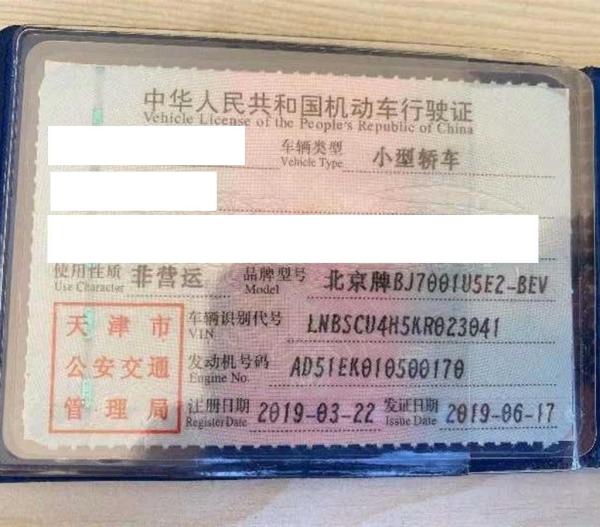 中华人民共和国机动车行驶证
Vehicle License of the People's Republic of China
车辆类型 小型轿车
Vehicle Type
使用性质 非营运 品牌型号 北京牌BJ7001U5E2-BEV
Use Character Model
天津市 车辆识别代号 LNBSCU4H5KR023041
VIN
公安交通 发动机号码 AD51EK010500170
Engine No.
管理局 注册日期 2019-03-22 发证日期 2019-06-17
Register Date Issue Date